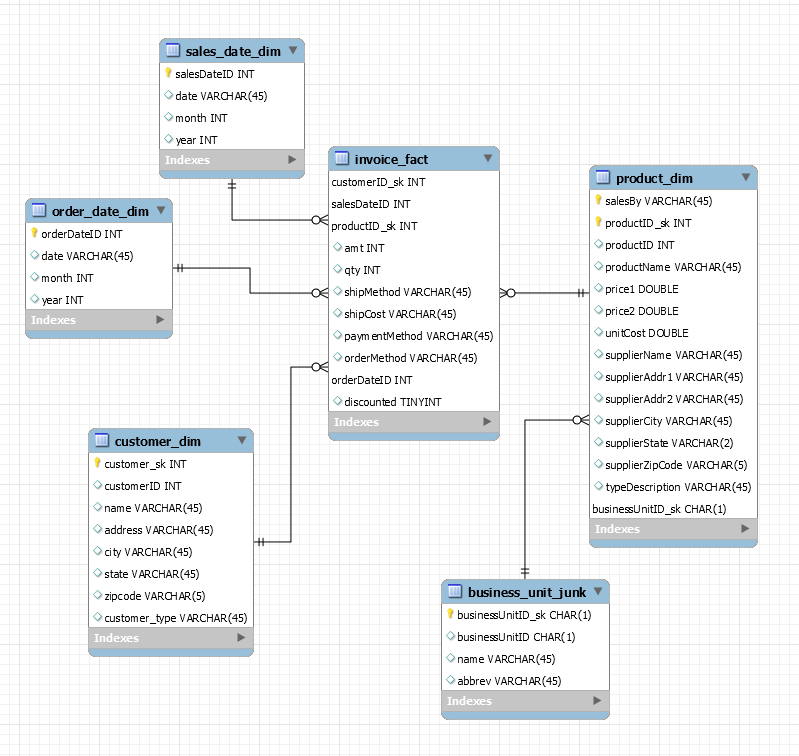 sales_date_dim
salesDateID INT
date VARCHAR(45)
month INT
year INT
Indexes
order_date_dim
orderDateID INT
date VARCHAR(45)
month INT
year INT
Indexes
invoice_fact
customerID_sk INT
salesDateID INT
productID_sk INT
amt INT
qty INT
shipMethod VARCHAR(45)
shipCost VARCHAR(45)
paymentMethod VARCHAR(45)
orderMethod VARCHAR(45)
orderDateID INT
discounted TINYINT
Indexes
product_dim
salesBy VARCHAR(45)
productID_sk INT
productID INT
productName VARCHAR(45)
price1 DOUBLE
price2 DOUBLE
unitCost DOUBLE
supplierName VARCHAR(45)
supplierAddr1 VARCHAR(45)
supplierAddr2 VARCHAR(45)
supplierCity VARCHAR(45)
supplierState VARCHAR(2)
supplierZipCode VARCHAR(5)
typeDescription VARCHAR(45)
businessUnitID_sk CHAR(1)
Indexes
customer_dim
customer_sk INT
customerID INT
name VARCHAR(45)
address VARCHAR(45)
city VARCHAR(45)
state VARCHAR(45)
zipcode VARCHAR(5)
customer_type VARCHAR(45)
Indexes
business_unit_junk
businessUnitID_sk CHAR(1)
businessUnitID CHAR(1)
name VARCHAR(45)
abbrev VARCHAR(45)
Indexes